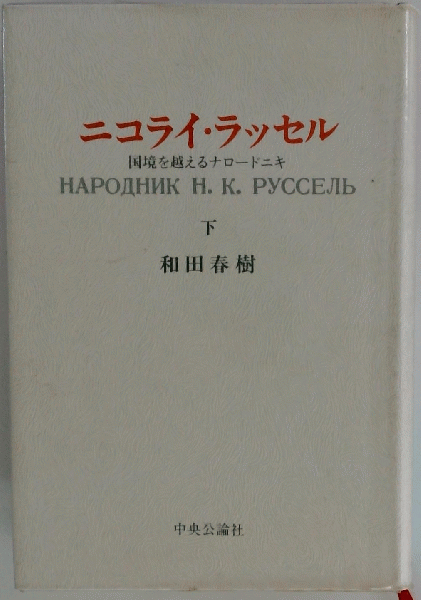 ニコライ・ラッセル
国境を越えるナロードニキ
НАРОДНИК Н. К. РУССЕЛЬ
下
和田春樹
中央公論社